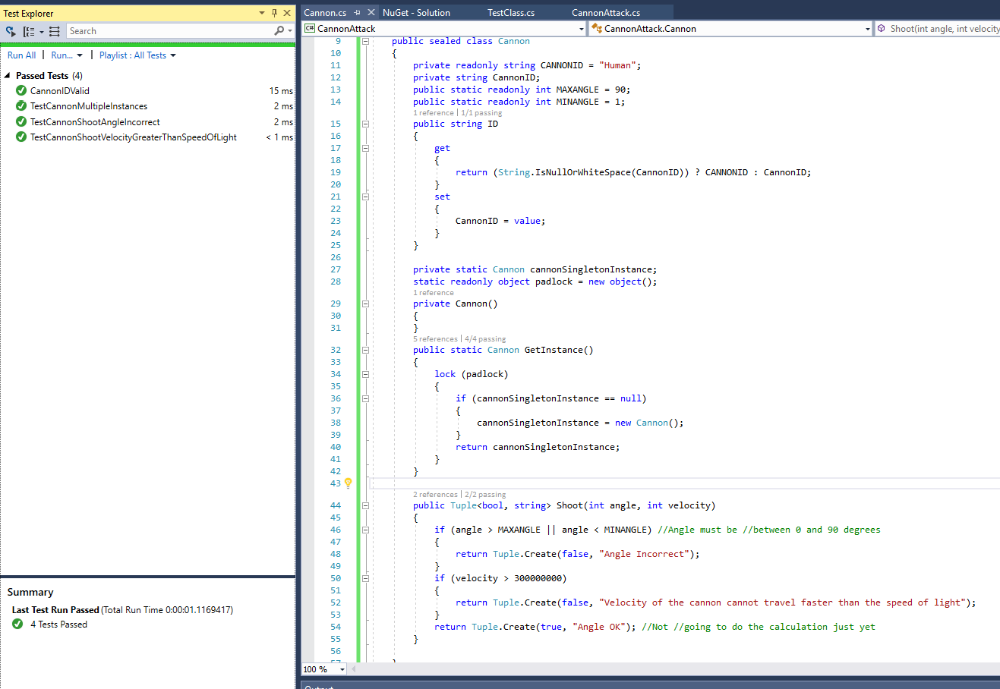 Test Explorer
Search
Run All | Run... | Playlist : All Tests
Passed Tests (4)
CannonIDValid 15 ms
TestCannonMultipleInstances 2 ms
TestCannonShootAngleIncorrect 2 ms
TestCannonShootVelocityGreaterThanSpeedOfLight < 1 ms
Summary
Last Test Run Passed (Total Run Time 0:00:01.1169417)
4 Tests Passed
Cannon.cs NuGet - Solution TestClass.cs CannonAttack.cs
C# CannonAttack CannonAttack.Cannon Shoot(int angle, int velocity
9 public sealed class Cannon
10 {
11 private readonly string CANNONID = "Human";
12 private string CannonID;
13 public static readonly int MAXANGLE = 90;
14 public static readonly int MINANGLE = 1;
1 reference | 1/1 passing
15 public string ID
16 {
17 get
18 {
19 return (String.IsNullOrWhiteSpace(CannonID)) ? CANNONID : CannonID;
20 }
21 set
22 {
23 CannonID = value;
24 }
25 }
26
27 private static Cannon cannonSingletonInstance;
28 static readonly object padlock = new object();
1 reference
29 private Cannon()
30 {
31 }
5 references | 4/4 passing
32 public static Cannon GetInstance()
33 {
34 lock (padlock)
35 {
36 if (cannonSingletonInstance == null)
37 {
38 cannonSingletonInstance = new Cannon();
39 }
40 return cannonSingletonInstance;
41 }
42 }
43
2 references | 2/2 passing
44 public Tuple<bool, string> Shoot(int angle, int velocity)
45 {
46 if (angle > MAXANGLE || angle < MINANGLE) //Angle must be //between 0 and 90 degrees
47 {
48 return Tuple.Create(false, "Angle Incorrect");
49 }
50 if (velocity > 300000000)
51 {
52 return Tuple.Create(false, "Velocity of the cannon cannot travel faster than the speed of light");
53 }
54 return Tuple.Create(true, "Angle OK"); //Not //going to do the calculation just yet
55 }
56
57 }
100 %
Output